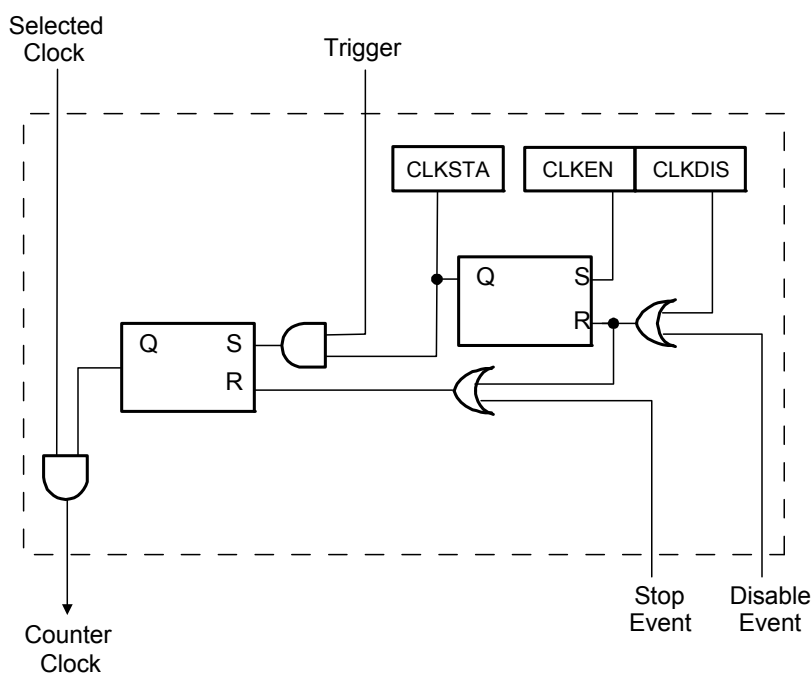 Selected
Clock
Trigger
CLKSTA
CLKEN
CLKDIS
Q
S
R
Q
S
R
Stop
Event
Disable
Event
Counter
Clock